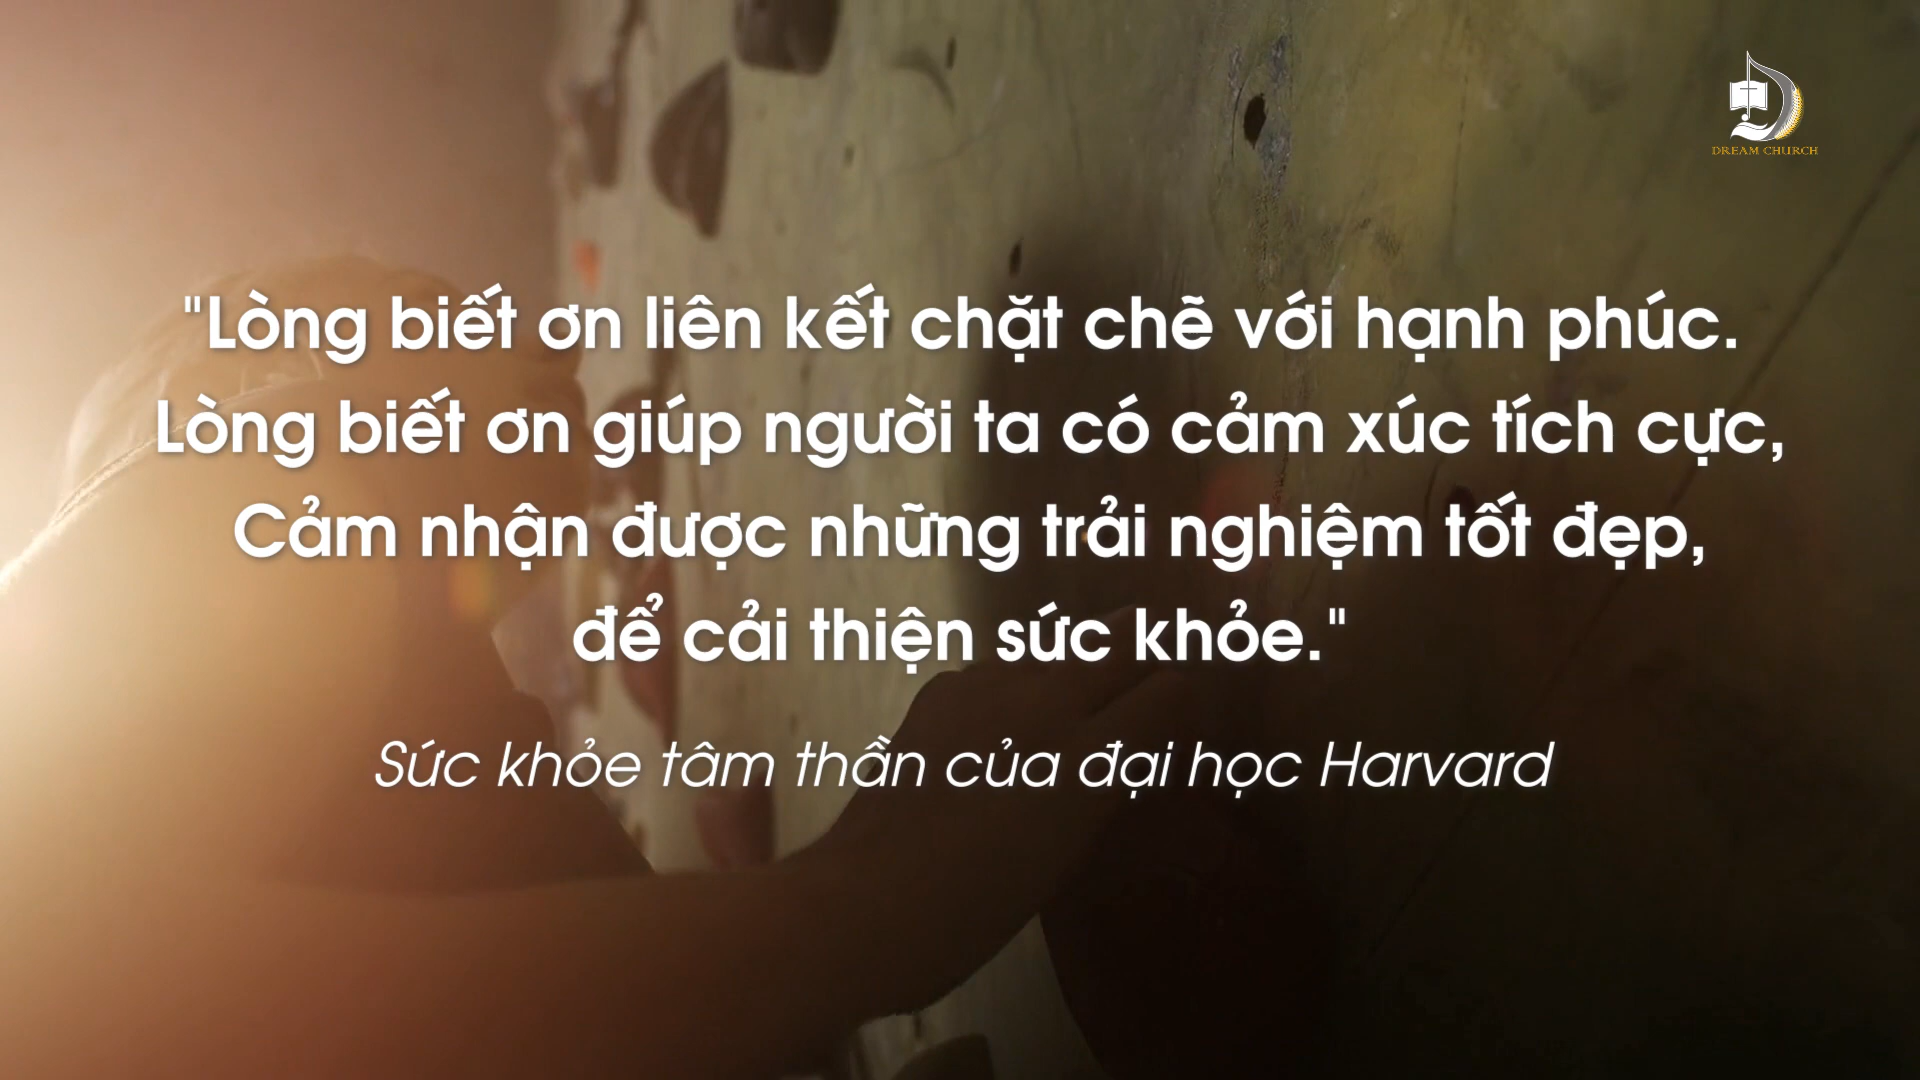 DREAM CHURCH
"Lòng biết ơn liên kết chặt chẽ với hạnh phúc.
Lòng biết ơn giúp người ta có cảm xúc tích cực,
Cảm nhận được những trải nghiệm tốt đẹp,
để cải thiện sức khỏe."
Sức khỏe tâm thần của đại học Harvard